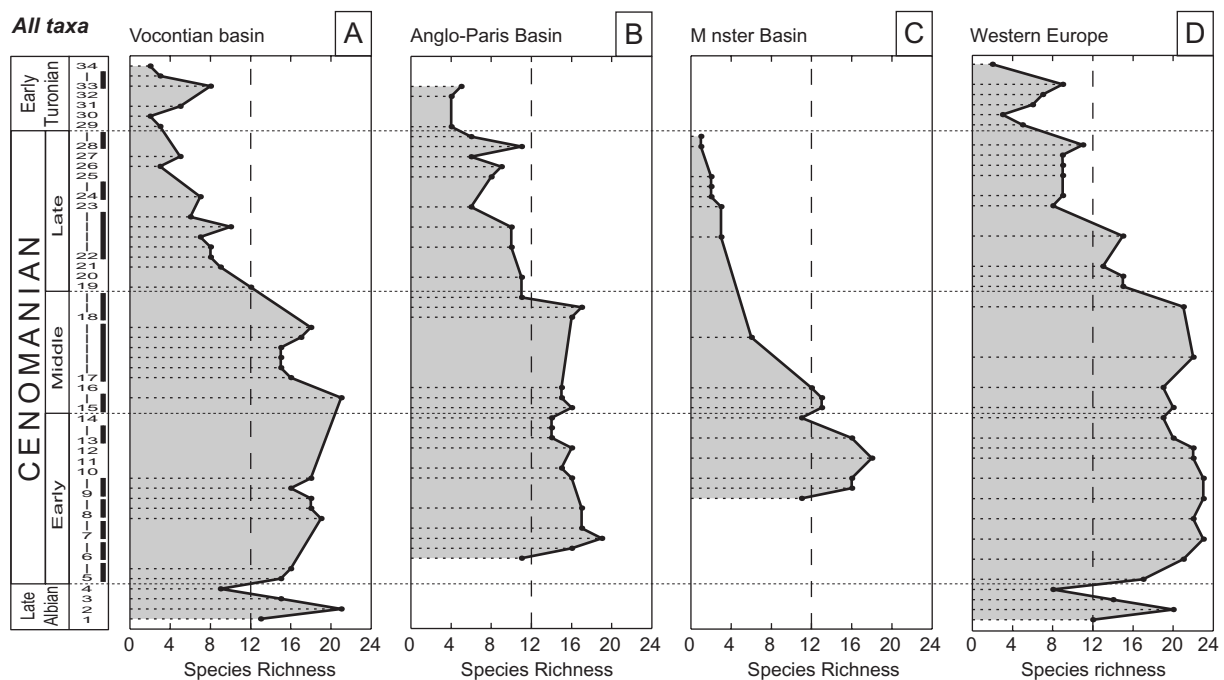 All taxa
Vocontian basin
A
Anglo-Paris Basin
B
M nster Basin
C
Western Europe
D
Early
Turonian
CENOMANIAN
Late
Middle
Early
Late
Albian
34
33
32
31
30
29
28
27
26
25
24
23
22
21
20
19
18
17
16
15
14
13
12
11
10
9
8
7
6
5
4
3
2
1
0 4 8 12 16 20 24
Species Richness
0 4 8 12 16 20 24
Species Richness
0 4 8 12 16 20 24
Species Richness
0 4 8 12 16 20 24
Species richness